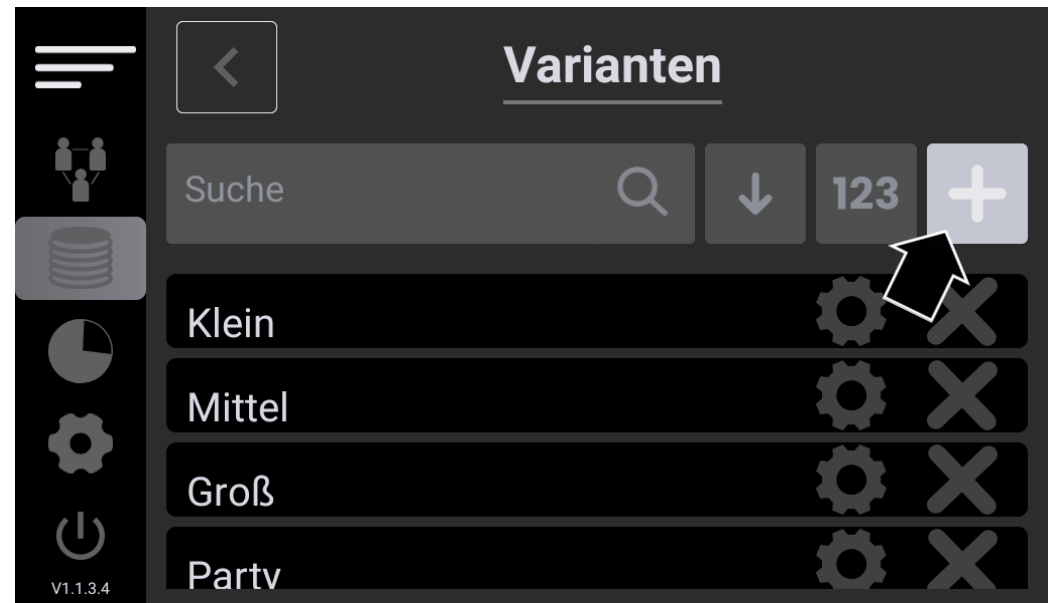 Varianten
Suche
123
Klein
Mittel
Groß
Party
V1.1.3.4